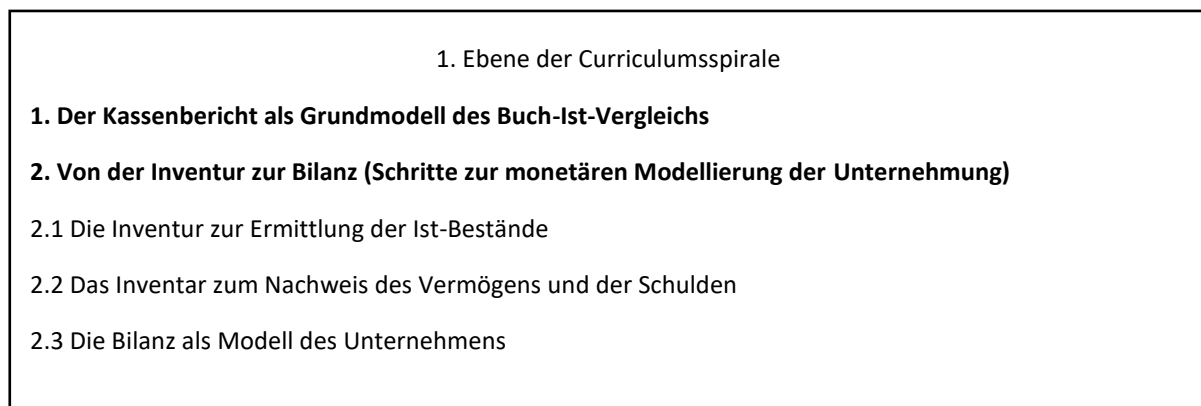 1. Ebene der Curriculumsspirale
1. Der Kassenbericht als Grundmodell des Buch-Ist-Vergleichs
2. Von der Inventur zur Bilanz (Schritte zur monetären Modellierung der Unternehmung)
2.1 Die Inventur zur Ermittlung der Ist-Bestände
2.2 Das Inventar zum Nachweis des Vermögens und der Schulden
2.3 Die Bilanz als Modell des Unternehmens